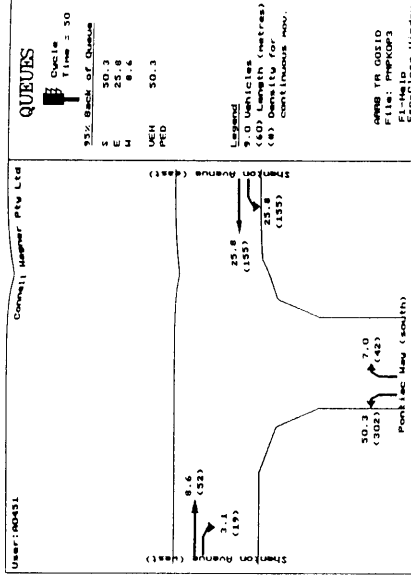 User:A0451
Connell Wagner Pty Ltd
Shenton Avenue (west)
8.6
(52)
3.1
(19)
Shenton Avenue (east)
25.8
(155)
25.8
(155)
50.3
(302)
7.0
(42)
Pontiac Way (south)
QUEUES
Cycle
Time = 50
95% Back of Queue
S 50.3
E 25.8
W 8.6
VEH 50.3
PED
Legend
9.0 Vehicles
(60) Length (metres)
(#) Density for
continuous mov.
ARRB TR GOSID
File: PMPKOP3
F1-Help